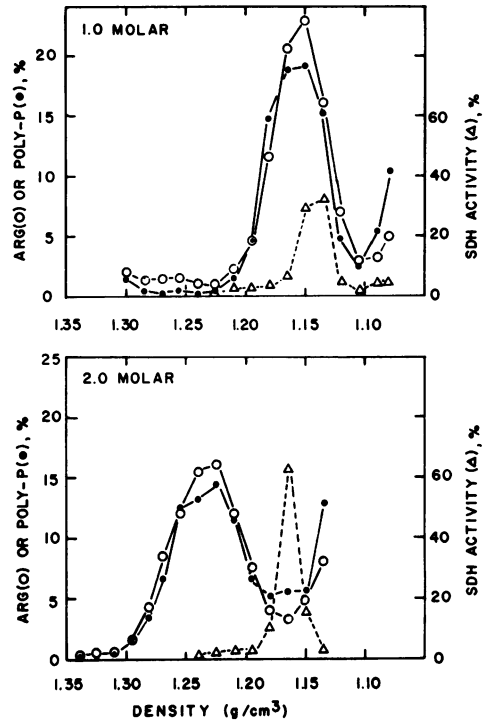 1.0 MOLAR
ARG(O) OR POLY-P(●), %
20
15
10
5
0
SDH ACTIVITY (Δ), %
60
40
20
0
1.35 1.30 1.25 1.20 1.15 1.10
2.0 MOLAR
ARG(O) OR POLY-P(●), %
25
20
15
10
5
0
SDH ACTIVITY (Δ), %
60
40
20
0
1.35 1.30 1.25 1.20 1.15 1.10
DENSITY (g/cm³)